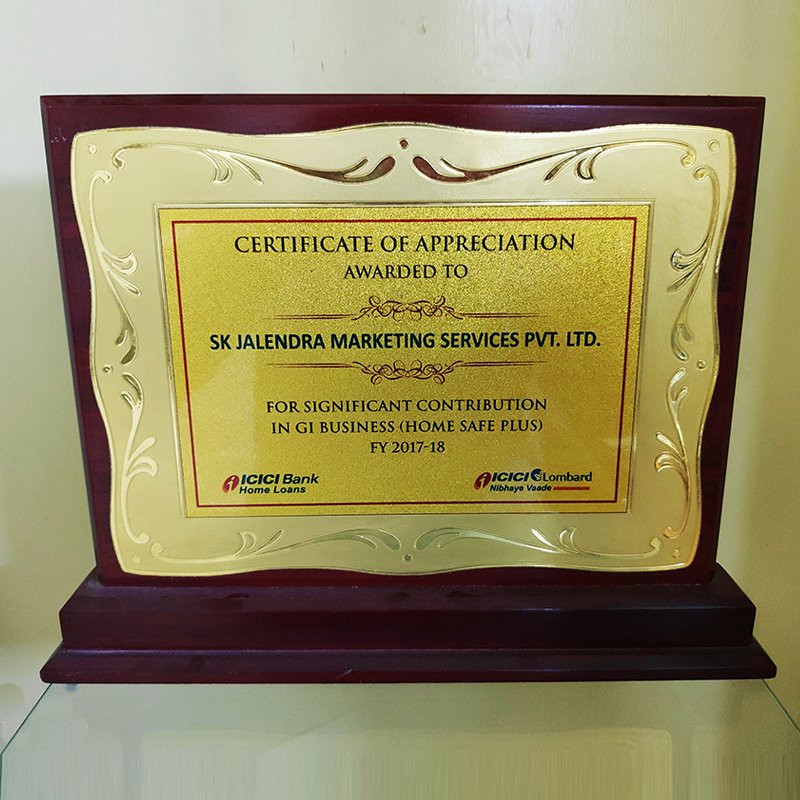 CERTIFICATE OF APPRECIATION
AWARDED TO
SK JALENDRA MARKETING SERVICES PVT. LTD.
FOR SIGNIFICANT CONTRIBUTION
IN GI BUSINESS (HOME SAFE PLUS)
FY 2017-18
ICICI Bank
Home Loans
ICICI Lombard
Nibhaye Vaade